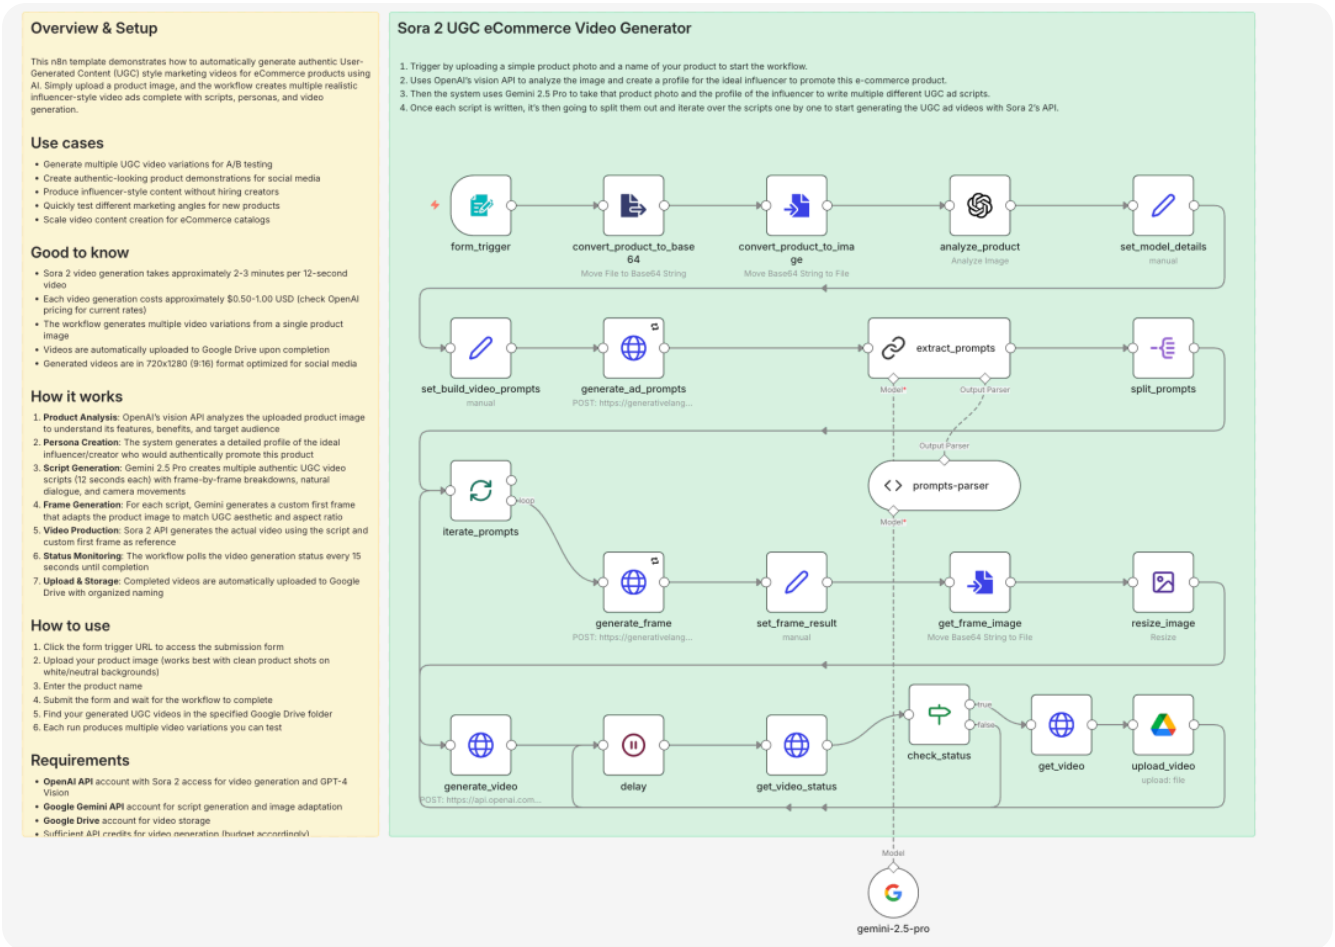 Overview & Setup
This n8n template demonstrates how to automatically generate authentic User-
Generated Content (UGC) style marketing videos for eCommerce products using
AI. Simply upload a product image, and the workflow creates multiple realistic
influencer-style video ads complete with scripts, personas, and video
generation.
Use cases
• Generate multiple UGC video variations for A/B testing
• Create authentic-looking product demonstrations for social media
• Produce influencer-style content without hiring creators
• Quickly test different marketing angles for new products
• Scale video content creation for eCommerce catalogs
Good to know
• Sora 2 video generation takes approximately 2-3 minutes per 12-second
video
• Each video generation costs approximately $0.50-1.00 USD (check OpenAI
pricing for current rates)
• The workflow generates multiple video variations from a single product
image
• Videos are automatically uploaded to Google Drive upon completion
• Generated videos are in 720x1280 (9:16) format optimized for social media
How it works
1. Product Analysis: OpenAI's vision API analyzes the uploaded product image
to understand its features, benefits, and target audience
2. Persona Creation: The system generates a detailed profile of the ideal
influencer/creator who would authentically promote this product
3. Script Generation: Gemini 2.5 Pro creates multiple authentic UGC video
scripts (12 seconds each) with frame-by-frame breakdowns, natural
dialogue, and camera movements
4. Frame Generation: For each script, Gemini generates a custom first frame
that adapts the product image to match UGC aesthetic and aspect ratio
5. Video Production: Sora 2 API generates the actual video using the script and
custom first frame as reference
6. Status Monitoring: The workflow polls the video generation status every 15
seconds until completion
7. Upload & Storage: Completed videos are automatically uploaded to Google
Drive with organized naming
How to use
1. Click the form trigger URL to access the submission form
2. Upload your product image (works best with clean product shots on
white/neutral backgrounds)
3. Enter the product name
4. Submit the form and wait for the workflow to complete
5. Find your generated UGC videos in the specified Google Drive folder
6. Each run produces multiple video variations you can test
Requirements
• OpenAI API account with Sora 2 access for video generation and GPT-4
Vision
• Google Gemini API account for script generation and image adaptation
• Google Drive account for video storage
• Sufficient API credits for video generation (budget accordingly)
Sora 2 UGC eCommerce Video Generator
1. Trigger by uploading a simple product photo and a name of your product to start the workflow.
2. Uses OpenAI's vision API to analyze the image and create a profile for the ideal influencer to promote this e-commerce product.
3. Then the system uses Gemini 2.5 Pro to take that product photo and the profile of the influencer to write multiple different UGC ad scripts.
4. Once each script is written, it's then going to split them out and iterate over the scripts one by one to start generating the UGC ad videos with Sora 2's API.
form_trigger
convert_product_to_base
64
Move File to Base64 String
convert_product_to_ima
ge
Move Base64 String to File
analyze_product
Analyze Image
set_model_details
manual
set_build_video_prompts
manual
generate_ad_prompts
POST: https://generativelang...
extract_prompts
Model*
Output Parser
split_prompts
Output Parser
prompts-parser
Model*
iterate_prompts
loop
generate_frame
POST: https://generativelang...
set_frame_result
manual
get_frame_image
Move Base64 String to File
resize_image
Resize
generate_video
POST: https://api.openai.com...
delay
get_video_status
check_status
true
false
get_video
upload_video
upload: file
Model
G
gemini-2.5-pro